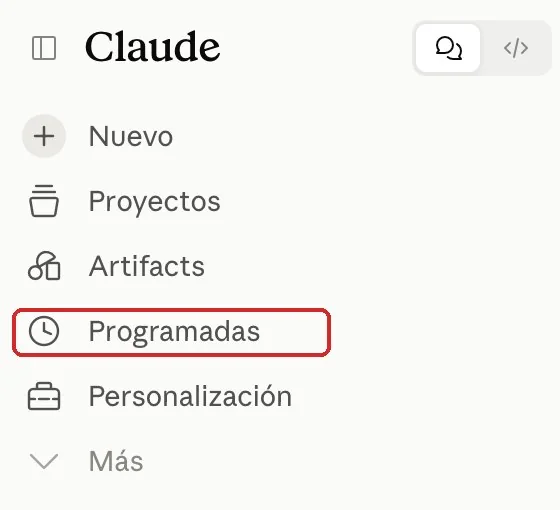 Claude
Nuevo
Proyectos
Artifacts
Programadas
Personalización
Más